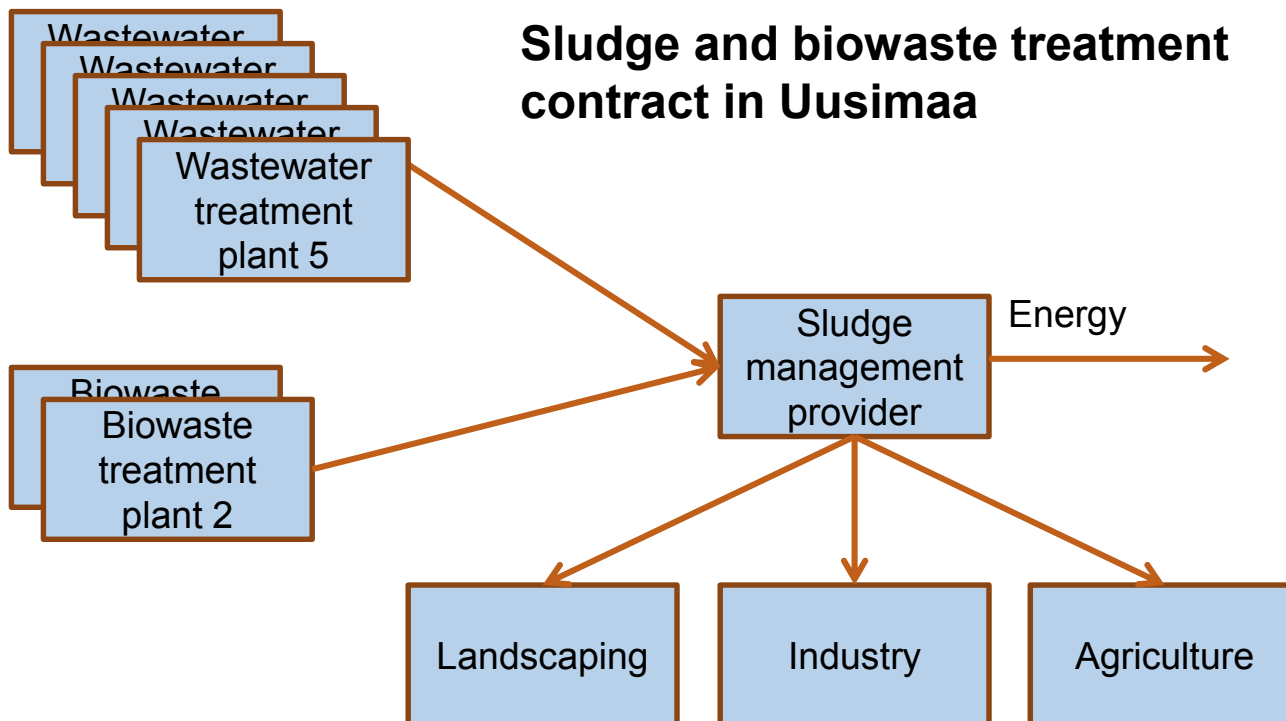 Sludge and biowaste treatment
contract in Uusimaa
Wastewater
Wastewater
Wastewater
Wastewater
Wastewater
treatment
plant 5
Biowaste
Biowaste
treatment
plant 2
Sludge
management
provider
Energy
Landscaping
Industry
Agriculture